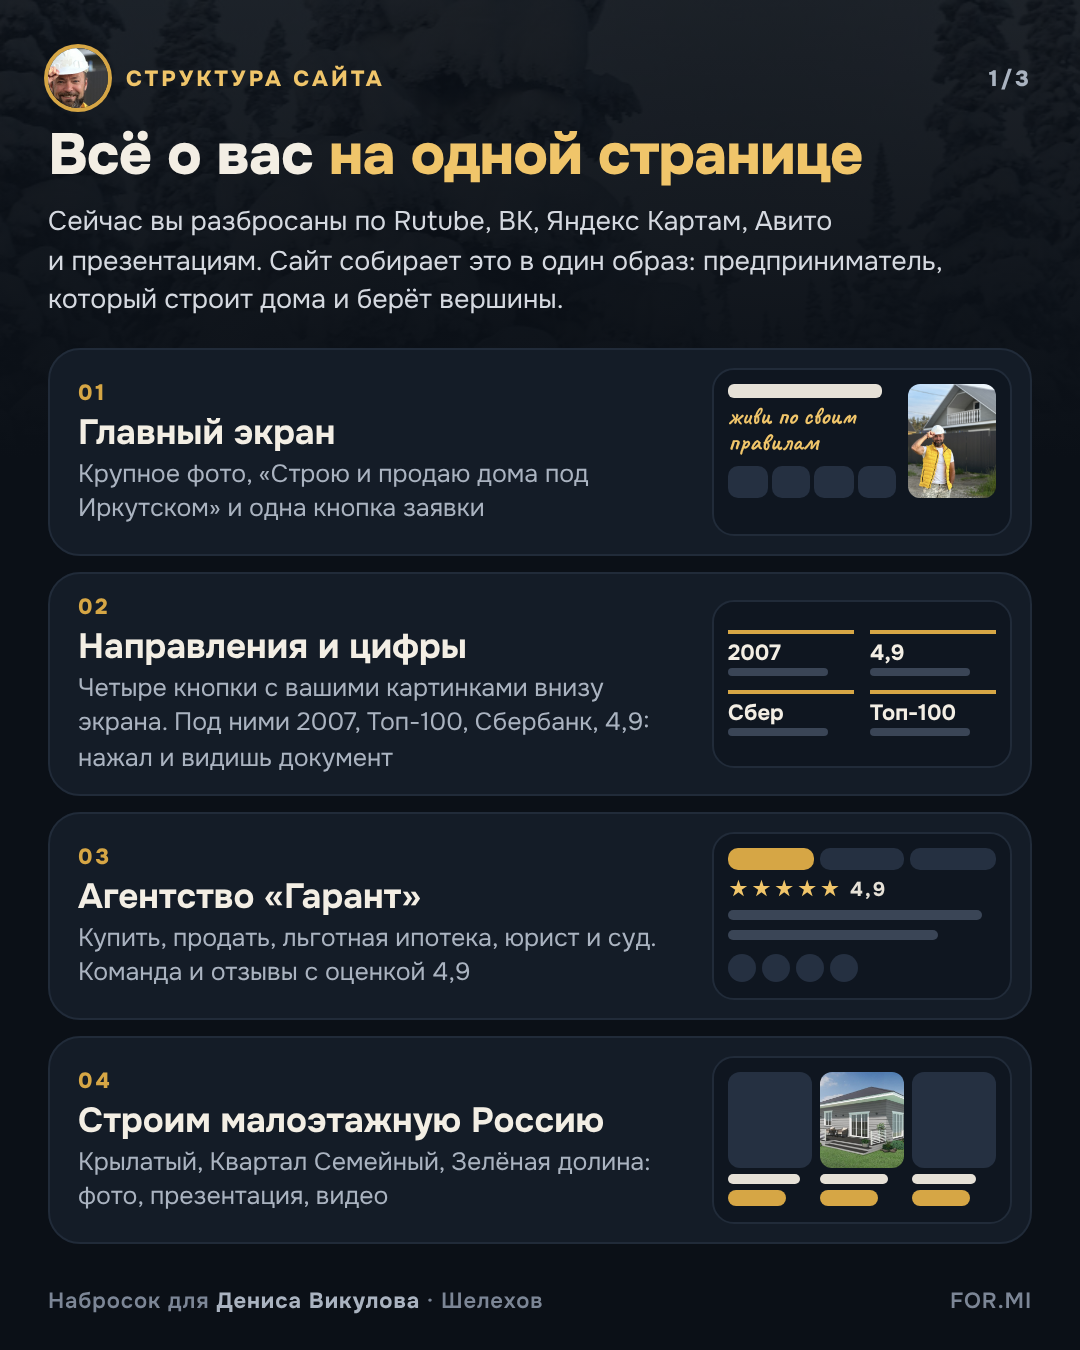 СТРУКТУРА САЙТА
1/3
Всё о вас на одной странице
Сейчас вы разбросаны по Rutube, ВК, Яндекс Картам, Авито
и презентациям. Сайт собирает это в один образ: предприниматель,
который строит дома и берёт вершины.
01
Главный экран
Крупное фото, «Строю и продаю дома под
Иркутском» и одна кнопка заявки
живи по своим
правилам
02
Направления и цифры
Четыре кнопки с вашими картинками внизу
экрана. Под ними 2007, Топ-100, Сбербанк, 4,9:
нажал и видишь документ
2007
4,9
Сбер
Топ-100
03
Агентство «Гарант»
Купить, продать, льготная ипотека, юрист и суд.
Команда и отзывы с оценкой 4,9
★★★★★ 4,9
04
Строим малоэтажную Россию
Крылатый, Квартал Семейный, Зелёная долина:
фото, презентация, видео
Набросок для Дениса Викулова · Шелехов
FOR.MI